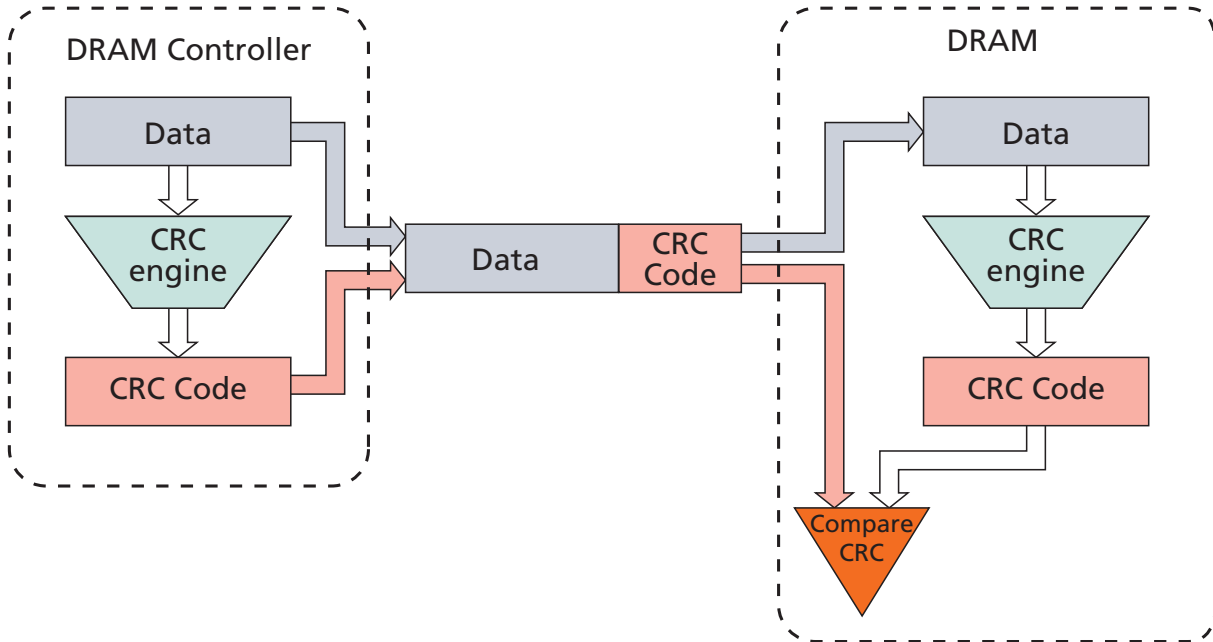 DRAM Controller
Data
CRC
engine
CRC Code
Data
CRC
Code
DRAM
Data
CRC
engine
CRC Code
Compare
CRC